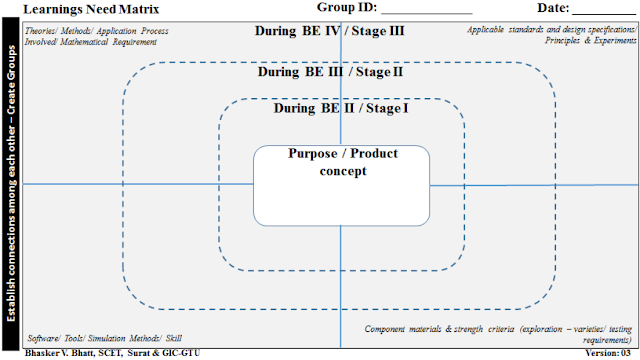 Learnings Need Matrix
Group ID: ________________
Date: ____________
Establish connections among each other – Create Groups
Theories/ Methods/ Application Process
Involved/ Mathematical Requirement
During BE IV / Stage III
Applicable standards and design specifications/
Principles & Experiments
During BE III / Stage II
During BE II / Stage I
Purpose / Product
concept
Software/ Tools/ Simulation Methods/ Skill
Component materials & strength criteria (exploration – varieties/ testing
requirements)
Bhasker V. Bhatt, SCET, Surat & GIC-GTU
Version: 03